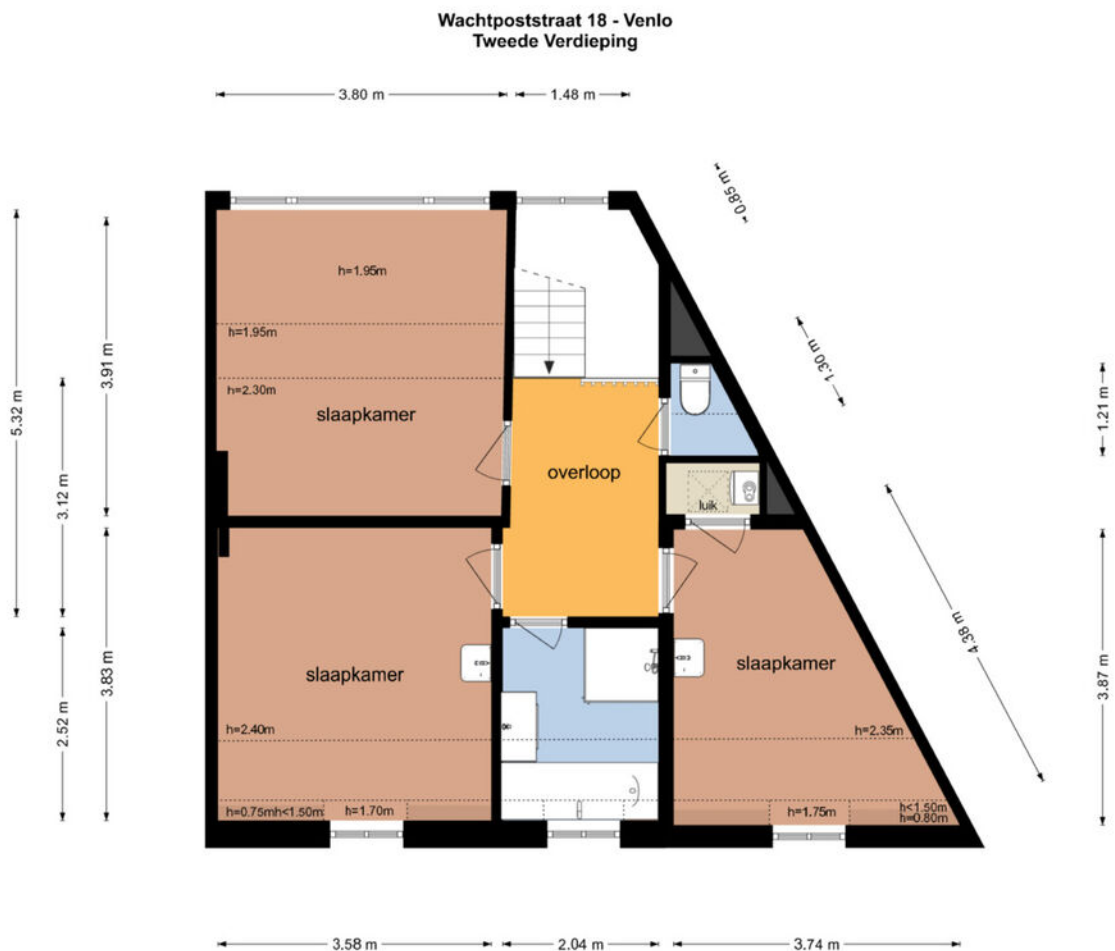 Wachtpoststraat 18 - Venlo
Tweede Verdieping
3.80 m
1.48 m
0.85 m
h=1.95m
h=1.95m
1.30 m
h=2.30m
3.91 m
5.32 m
1.21 m
slaapkamer
overloop
3.12 m
luik
4.38 m
slaapkamer
slaapkamer
3.83 m
3.87 m
2.52 m
h=2.40m
h=2.35m
h=0.75mh<1.50m
h=1.70m
h=1.75m
h<1.50m
h=0.80m
3.58 m
2.04 m
3.74 m